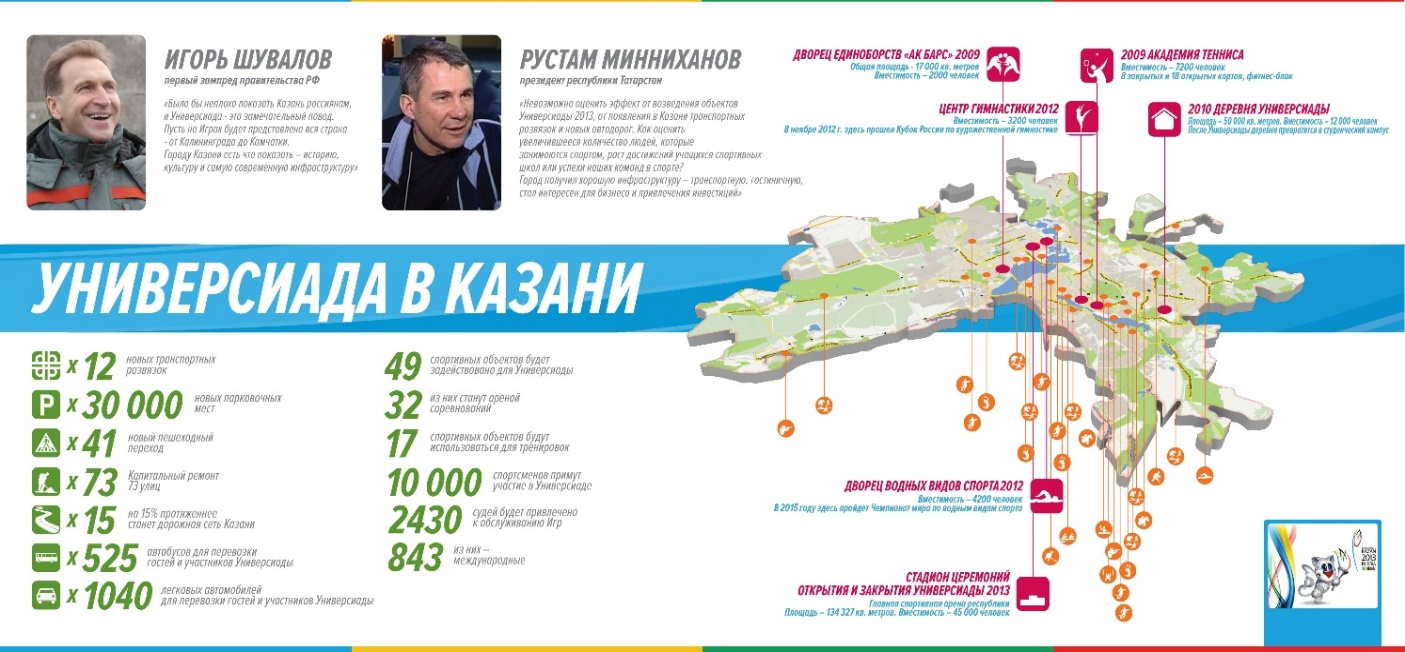 ИГОРЬ ШУВАЛОВ
первый зампред правительства РФ
«Было бы неплохо показать Казань россиянам,
и Универсиада - это замечательный повод.
Пусть на Играх будет представлена вся страна
- от Калининграда до Камчатки.
Городу Казани есть что показать – историю,
культуру и самую современную инфраструктуру»
РУСТАМ МИННИХАНОВ
президент республики Татарстан
«Невозможно оценить эффект от возведения объектов
Универсиады 2013, от появления в Казани транспортных
развязок и новых автодорог. Как оценить
увеличившееся количество людей, которые
занимаются спортом, рост достижений учащихся спортивных
школ или успехи наших команд в спорте?
Город получил хорошую инфраструктуру – транспортную, гостиничную,
стал интересен для бизнеса и привлечения инвестиций»
ДВОРЕЦ ЕДИНОБОРСТВ «АК БАРС» 2009
Общая площадь - 17 000 кв. метров
Вместимость – 2000 человек
2009 АКАДЕМИЯ ТЕННИСА
Вместимость – 7200 человек
8 закрытых и 18 открытых кортов, фитнес-блок
ЦЕНТР ГИМНАСТИКИ 2012
Вместимость – 3200 человек
В ноябре 2012 г. здесь прошел Кубок России по художественной гимнастике
2010 ДЕРЕВНЯ УНИВЕРСИАДЫ
Площадь – 50 000 кв. метров. Вместимость – 12 000 человек
После Универсиады деревня превратится в студенческий кампус
УНИВЕРСИАДА В КАЗАНИ
x 12 новых транспортных
развязок
P x 30 000 новых парковочных
мест
x 41 новый пешеходный
переход
x 73 Капитальный ремонт
73 улиц
x 15 на 15% протяженнее
станет дорожная сеть Казани
x 525 автобусов для перевозки
гостей и участников Универсиады
x 1040 легковых автомобилей
для перевозки гостей и участников Универсиады
49 спортивных объектов будет
задействовано для Универсиады
32 из них станут ареной
соревнований
17 спортивных объектов будут
использоваться для тренировок
10 000 спортсменов примут
участие в Универсиаде
2430 судей будет привлечено
к обслуживанию Игр
843 из них –
международные
ДВОРЕЦ ВОДНЫХ ВИДОВ СПОРТА 2012
Вместимость – 4200 человек
В 2015 году здесь пройдет Чемпионат мира по водным видам спорта
СТАДИОН ЦЕРЕМОНИЙ
ОТКРЫТИЯ И ЗАКРЫТИЯ УНИВЕРСИАДЫ 2013
Главная спортивная арена республики
Площадь – 134 327 кв. метров. Вместимость – 45 000 человек
KAZAN
2013